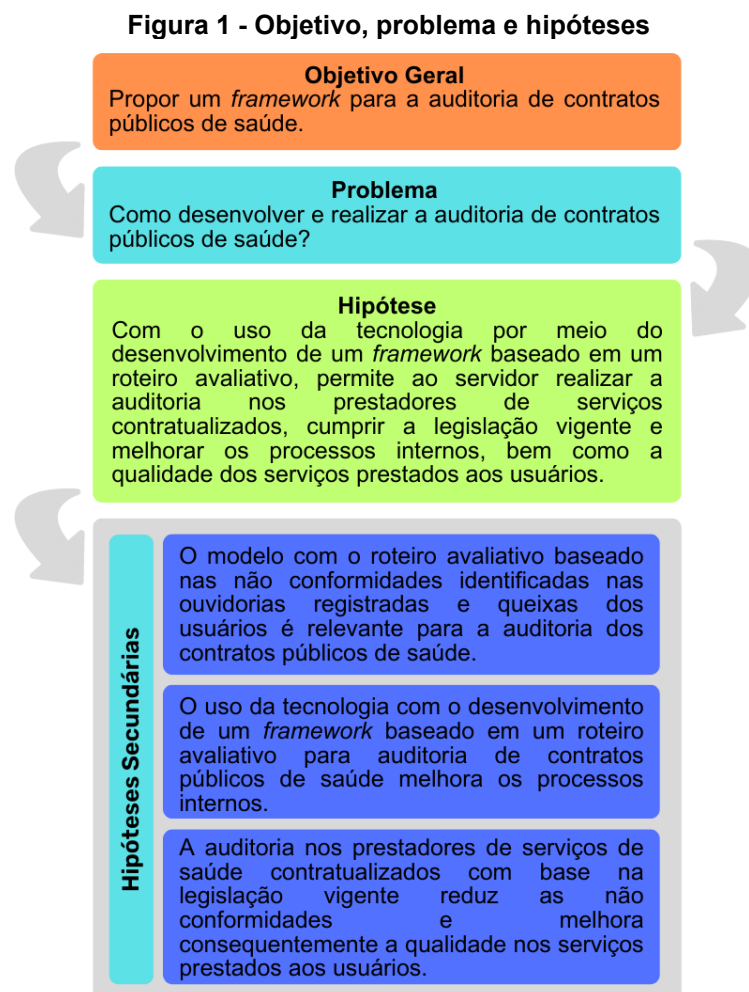 Figura 1 - Objetivo, problema e hipóteses
Objetivo Geral
Propor um framework para a auditoria de contratos
públicos de saúde.
Problema
Como desenvolver e realizar a auditoria de contratos
públicos de saúde?
Hipótese
Com o uso da tecnologia por meio do
desenvolvimento de um framework baseado em um
roteiro avaliativo, permite ao servidor realizar a
auditoria nos prestadores de serviços
contratualizados, cumprir a legislação vigente e
melhorar os processos internos, bem como a
qualidade dos serviços prestados aos usuários.
Hipóteses Secundárias
O modelo com o roteiro avaliativo baseado
nas não conformidades identificadas nas
ouvidorias registradas e queixas dos
usuários é relevante para a auditoria dos
contratos públicos de saúde.
O uso da tecnologia com o desenvolvimento
de um framework baseado em um roteiro
avaliativo para auditoria de contratos
públicos de saúde melhora os processos
internos.
A auditoria nos prestadores de serviços de
saúde contratualizados com base na
legislação vigente reduz as não
conformidades e melhora
consequentemente a qualidade nos serviços
prestados aos usuários.